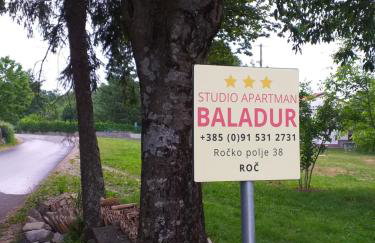 STUDIO APARTMAN
BALADUR
+385 (0)91 531 2731
Ročko polje 38
ROČ